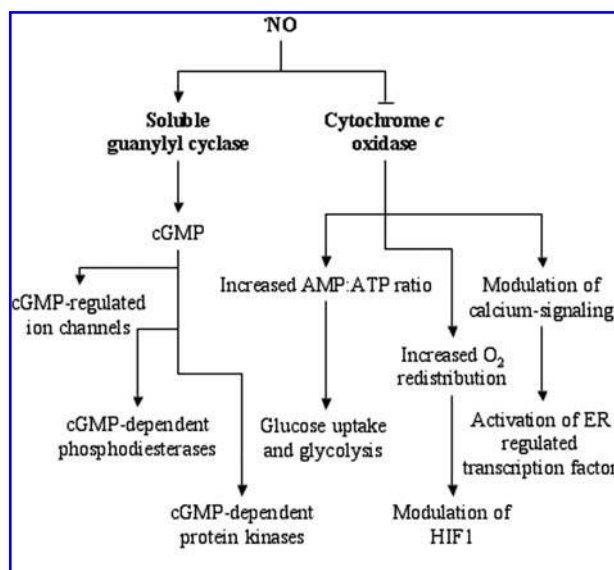 •NO
Soluble
guanylyl cyclase
Cytochrome c
oxidase
cGMP
cGMP-regulated
ion channels
cGMP-dependent
phosphodiesterases
cGMP-dependent
protein kinases
Increased AMP:ATP ratio
Glucose uptake
and glycolysis
Increased O₂
redistribution
Modulation of
HIF1
Modulation of
calcium-signaling
Activation of ER
regulated
transcription factor